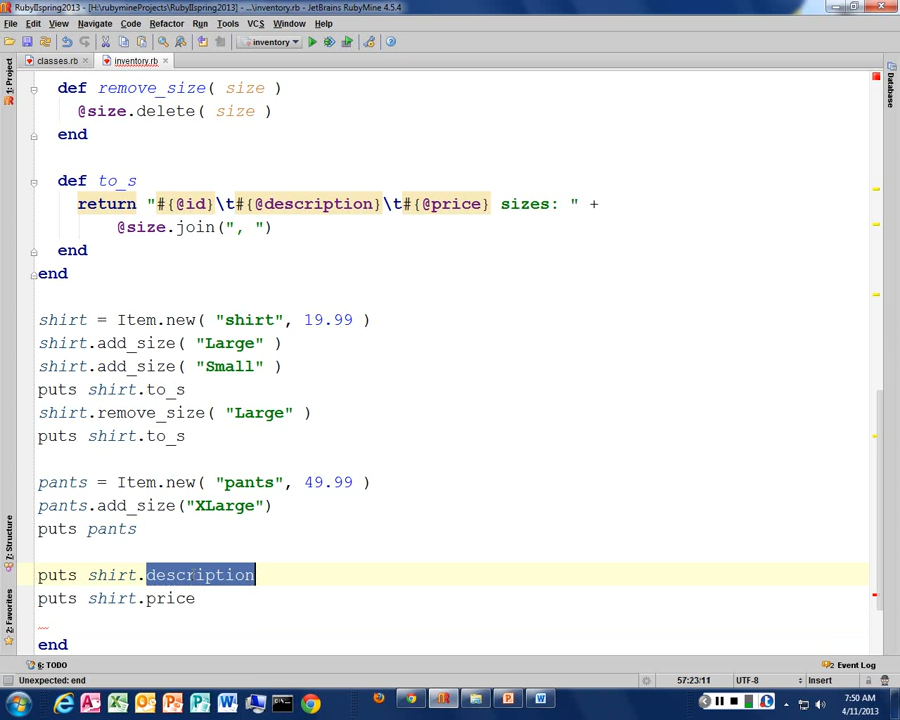 RubyIIspring2013 - [H:\rubymineProjects\RubyIIspring2013] - ...\inventory.rb - JetBrains RubyMine 4.5.4
File Edit View Navigate Code Refactor Run Tools VCS Window Help
inventory
classes.rb inventory.rb
1: Project
Database
def remove_size( size )
@size.delete( size )
end
def to_s
return "#{@id}\t#{@description}\t#{@price} sizes: " +
@size.join(", ")
end
end
shirt = Item.new( "shirt", 19.99 )
shirt.add_size( "Large" )
shirt.add_size( "Small" )
puts shirt.to_s
shirt.remove_size( "Large" )
puts shirt.to_s
pants = Item.new( "pants", 49.99 )
pants.add_size("XLarge")
puts pants
puts shirt.description
puts shirt.price
end
7: Structure
2: Favorites
6: TODO
2 Event Log
Unexpected: end
57:23:11
UTF-8
Insert
7:50 AM
4/11/2013